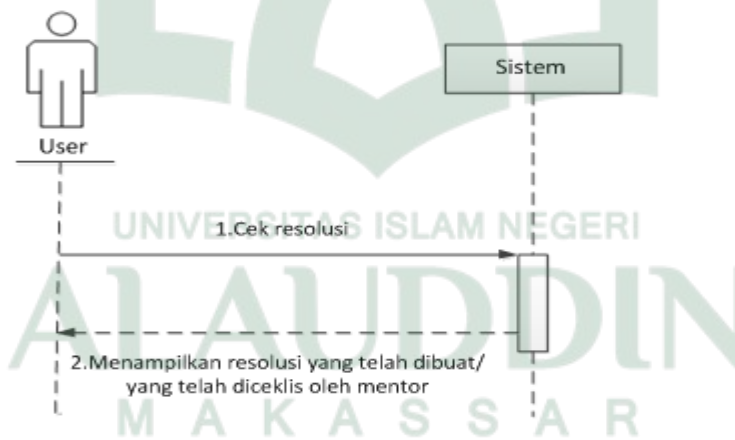 Sistem
User
UNIVERSITAS ISLAM NEGERI
1.Cek resolusi
ALAUDDIN
2.Menampilkan resolusi yang telah dibuat/
yang telah diceklis oleh mentor
MAKASSAR